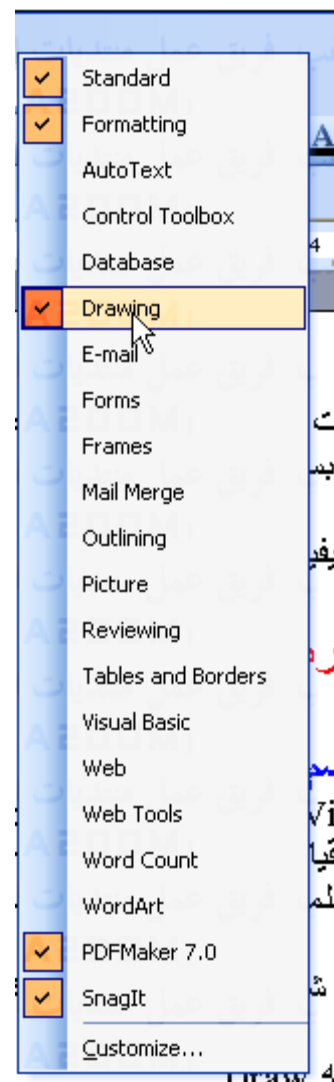 Standard
Formatting
AutoText
Control Toolbox
Database
Drawing
E-mail
Forms
Frames
Mail Merge
Outlining
Picture
Reviewing
Tables and Borders
Visual Basic
Web
Web Tools
Word Count
WordArt
PDFMaker 7.0
SnagIt
Customize...